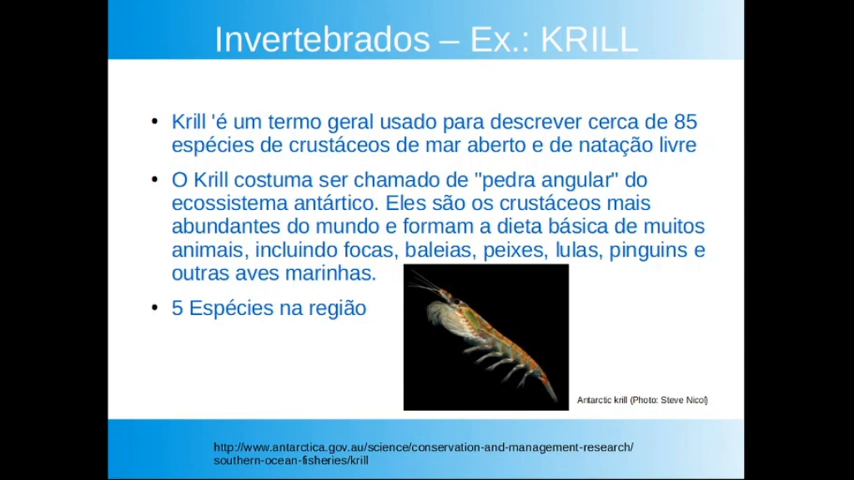 Invertebrados – Ex.: KRILL
• Krill 'é um termo geral usado para descrever cerca de 85
espécies de crustáceos de mar aberto e de natação livre
• O Krill costuma ser chamado de "pedra angular" do
ecossistema antártico. Eles são os crustáceos mais
abundantes do mundo e formam a dieta básica de muitos
animais, incluindo focas, baleias, peixes, lulas, pinguins e
outras aves marinhas.
• 5 Espécies na região
Antarctic krill (Photo: Steve Nicol)
http://www.antarctica.gov.au/science/conservation-and-management-research/
southern-ocean-fisheries/krill